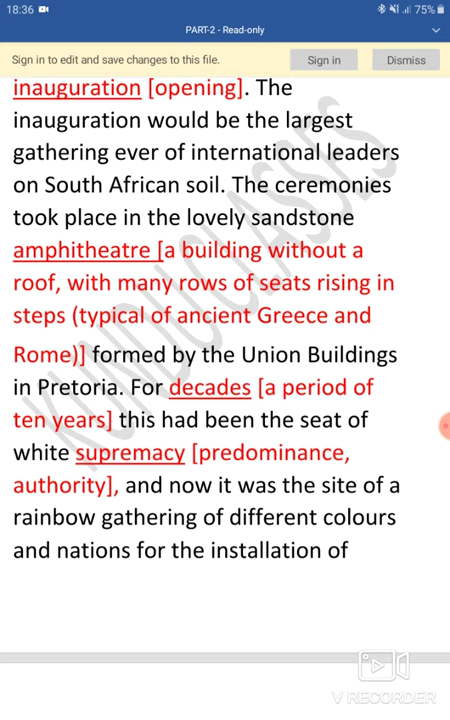 18:36 75%
PART-2 - Read-only
Sign in to edit and save changes to this file. Sign in Dismiss
inauguration [opening]. The
inauguration would be the largest
gathering ever of international leaders
on South African soil. The ceremonies
took place in the lovely sandstone
amphitheatre [a building without a
roof, with many rows of seats rising in
steps (typical of ancient Greece and
Rome)] formed by the Union Buildings
in Pretoria. For decades [a period of
ten years] this had been the seat of
white supremacy [predominance,
authority], and now it was the site of a
rainbow gathering of different colours
and nations for the installation of
KUNDU CLASSES
V RECORDER